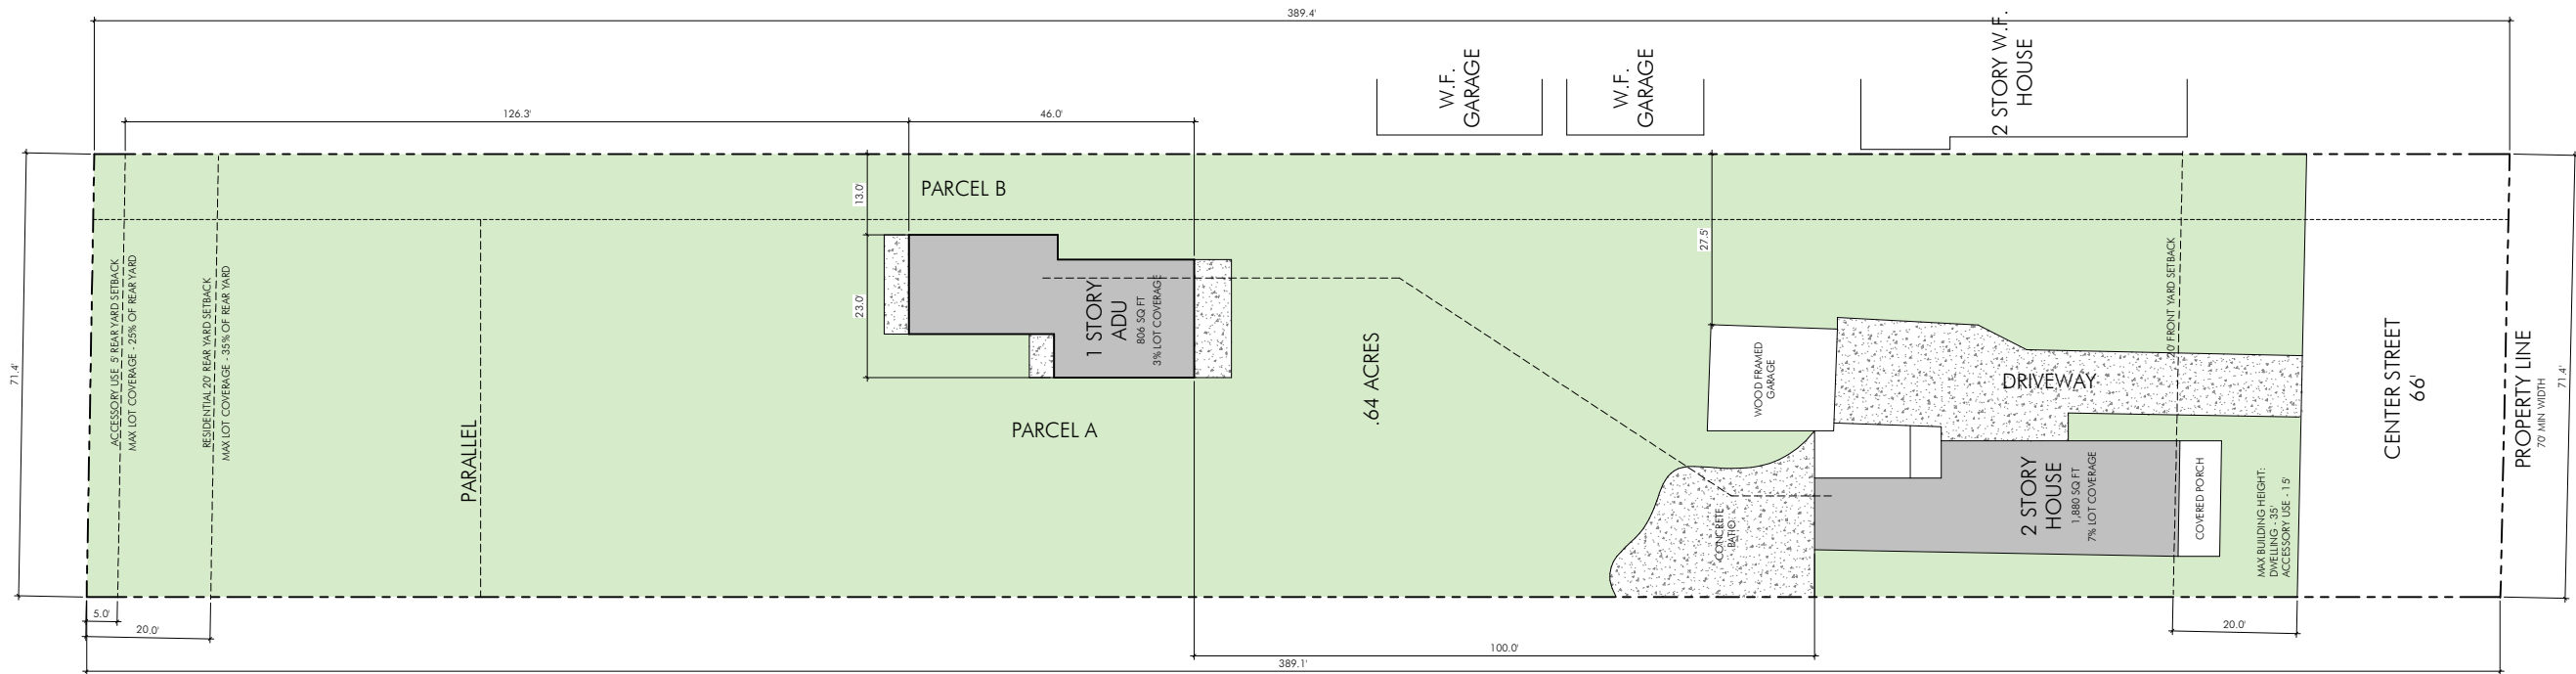 389.4'
2 STORY W.F.
HOUSE
W.F.
GARAGE
W.F.
GARAGE
126.3'
46.0'
13.0'
PARCEL B
27.5'
ACCESSORY USE 5' REAR YARD SETBACK
MAX LOT COVERAGE - 25% OF REAR YARD
RESIDENTIAL 20' REAR YARD SETBACK
MAX LOT COVERAGE - 35% OF REAR YARD
23.0'
1 STORY
ADU
806 SQ FT
3% LOT COVERAGE
20' FRONT YARD SETBACK
71.4'
PARALLEL
PARCEL A
.64 ACRES
WOOD FRAMED
GARAGE
DRIVEWAY
CENTER STREET
66'
PROPERTY LINE
70' MIN WIDTH
71.4'
CONCRETE
PATIO
2 STORY
HOUSE
1,880 SQ FT
7% LOT COVERAGE
COVERED PORCH
MAX BUILDING HEIGHT:
DWELLING - 35'
ACCESSORY USE - 15'
5.0'
20.0'
20.0'
100.0'
389.1'